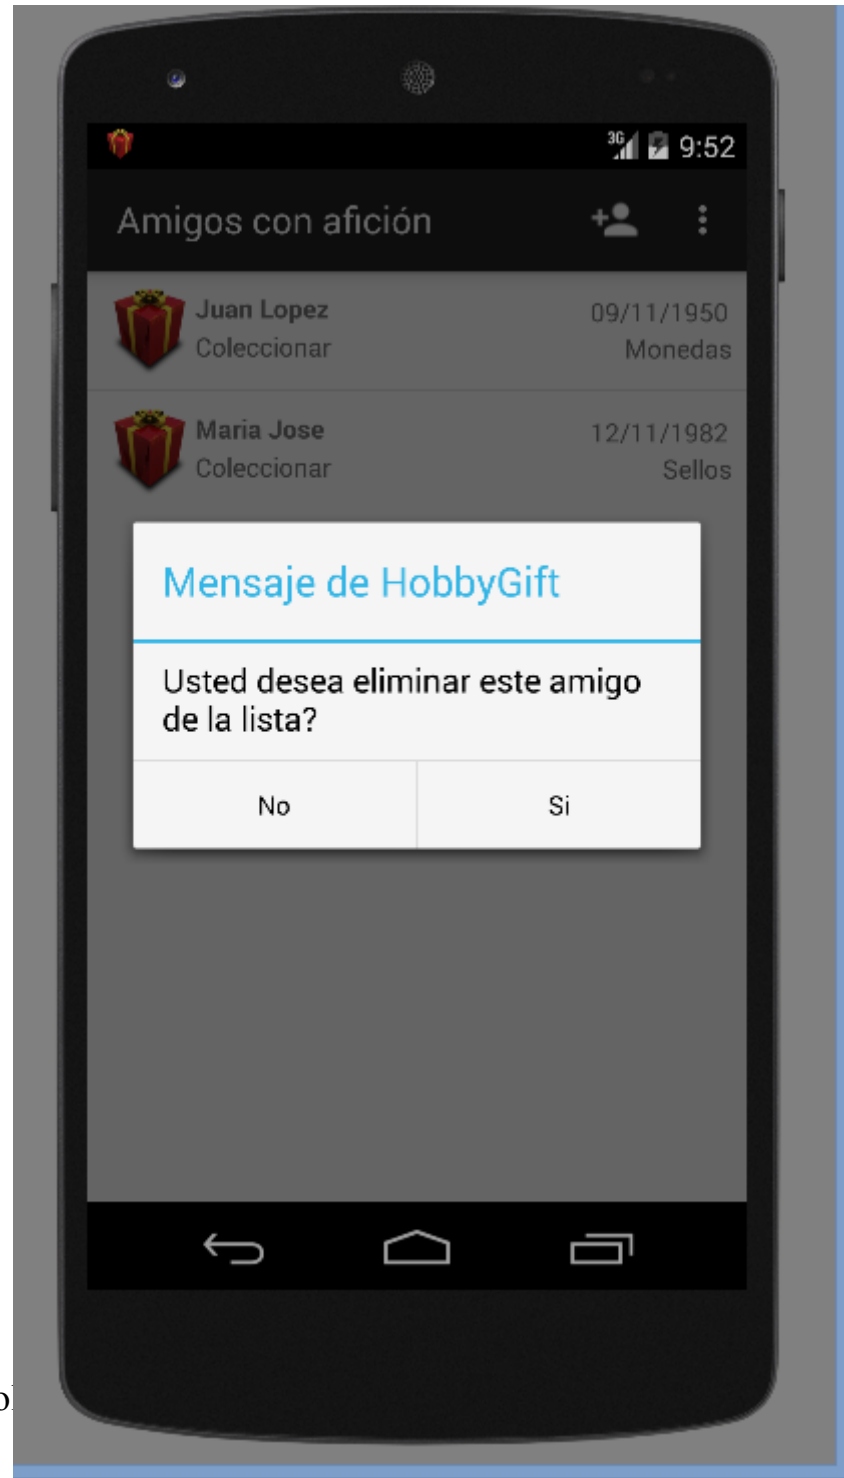 3G 9:52
Amigos con afición
Juan Lopez 09/11/1950
Coleccionar Monedas
Maria Jose 12/11/1982
Coleccionar Sellos
Mensaje de HobbyGift
Usted desea eliminar este amigo
de la lista?
No Si